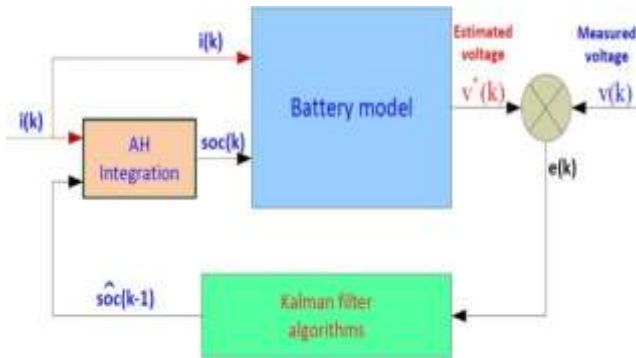 i(k)
Estimated
voltage
Measured
voltage
Battery model
v*(k)
v(k)
i(k)
AH
Integration
soc(k)
e(k)
sôc(k-1)
Kalman filter
algorithms